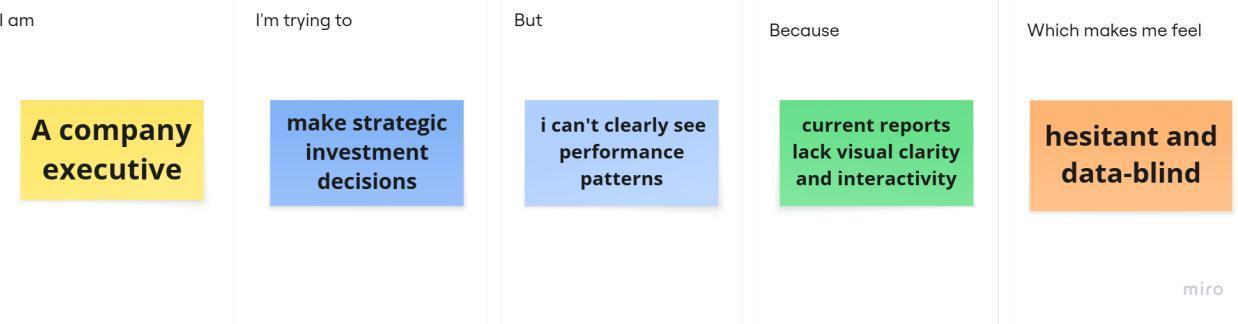 I am
I'm trying to
But
Because
Which makes me feel
A company
executive
make strategic
investment
decisions
i can't clearly see
performance
patterns
current reports
lack visual clarity
and interactivity
hesitant and
data-blind
miro